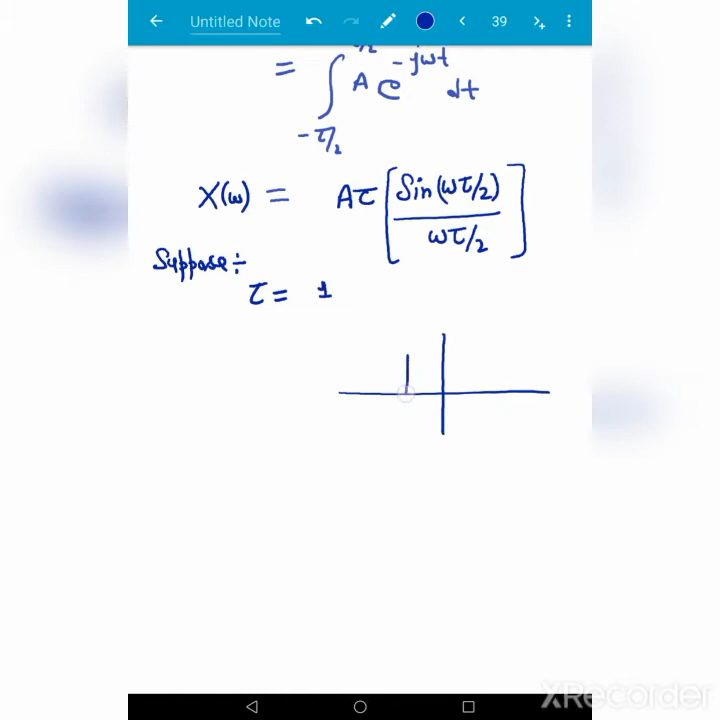 Untitled Note
39
= ∫ A e^-jωt dt
-τ/2
X(ω) = Aτ [Sin(ωτ/2) / ωτ/2]
Suppose ÷
τ = 1
XRecorder